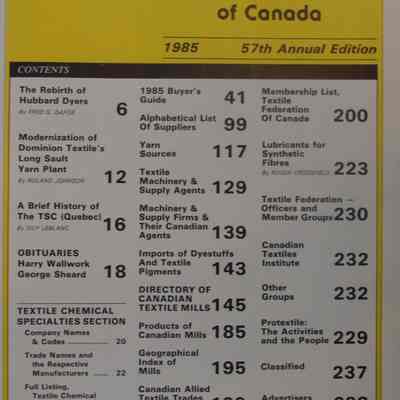 of Canada
1985 57th Annual Edition
CONTENTS
The Rebirth of
Hubbard Dyers 6
By FRED G.
Modernization of
Dominion Textile's
Long Sault
Yarn Plant 12
By ROLAND JOHNSON
A Brief History of
The TSC (Quebec) 16
By GUY LEBLANC
OBITUARIES
Harry Wallwork
George Sheard 18
TEXTILE CHEMICAL
SPECIALTIES SECTION
Company Names
& Codes 20
Trade Names and
the Respective
Manufacturers 22
Full Listing,
Textile Chemical
1985 Buyer's
Guide 41
Alphabetical List
Of Suppliers 99
Yarn
Sources 117
Textile
Machinery &
Supply Agents 129
Machinery &
Supply Firms &
Their Canadian
Agents 139
Imports of Dyestuffs
And Textile
Pigments 143
DIRECTORY OF
CANADIAN
TEXTILE MILLS 145
Products of
Canadian Mills 185
Geographical
Index of
Mills 195
Canadian Allied
Textile Trades
Membership List,
Textile
Federation
Of Canada 200
Lubricants for
Synthetic
Fibres 223
By ROGER
Textile Federation —
Officers and
Member Groups 230
Canadian
Textiles
Institute 232
Other
Groups 232
Protextile:
The Activities
and the People 229
Classified 237
Advertisers